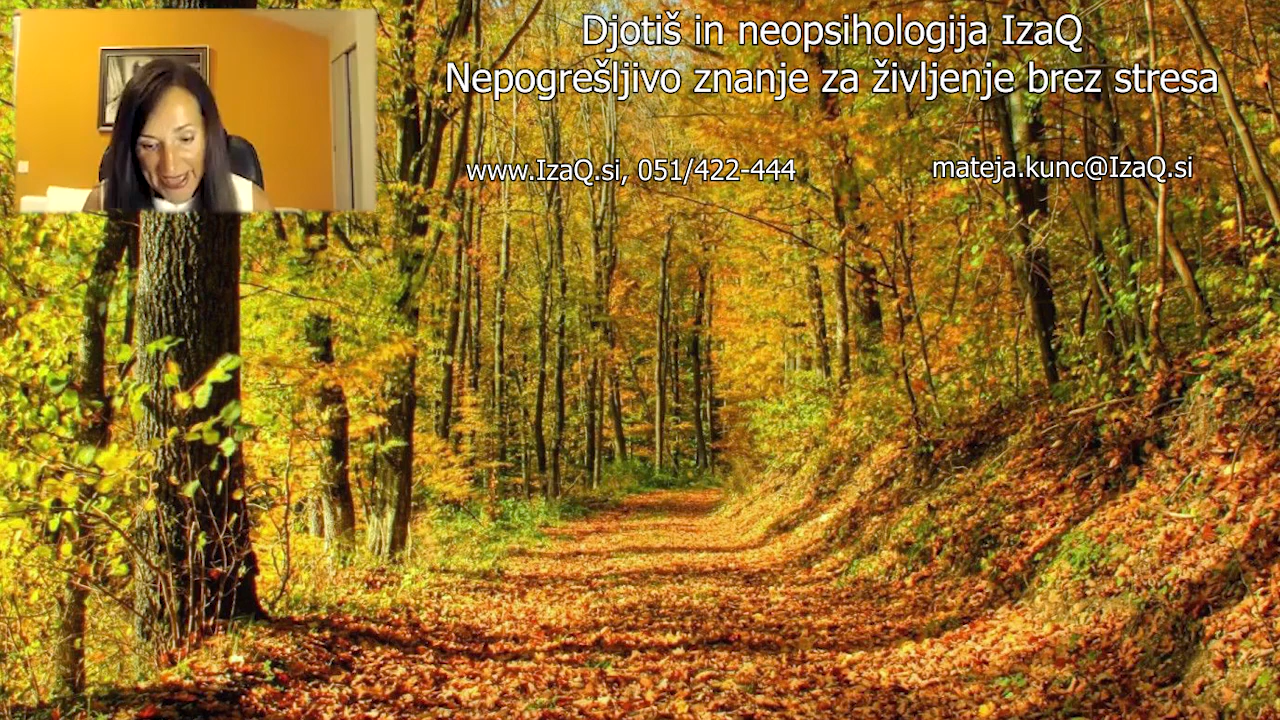 Djotiš in neopsihologija IzaQ
Nepogrešljivo znanje za življenje brez stresa
www.IzaQ.si, 051/422-444
mateja.kunc@IzaQ.si